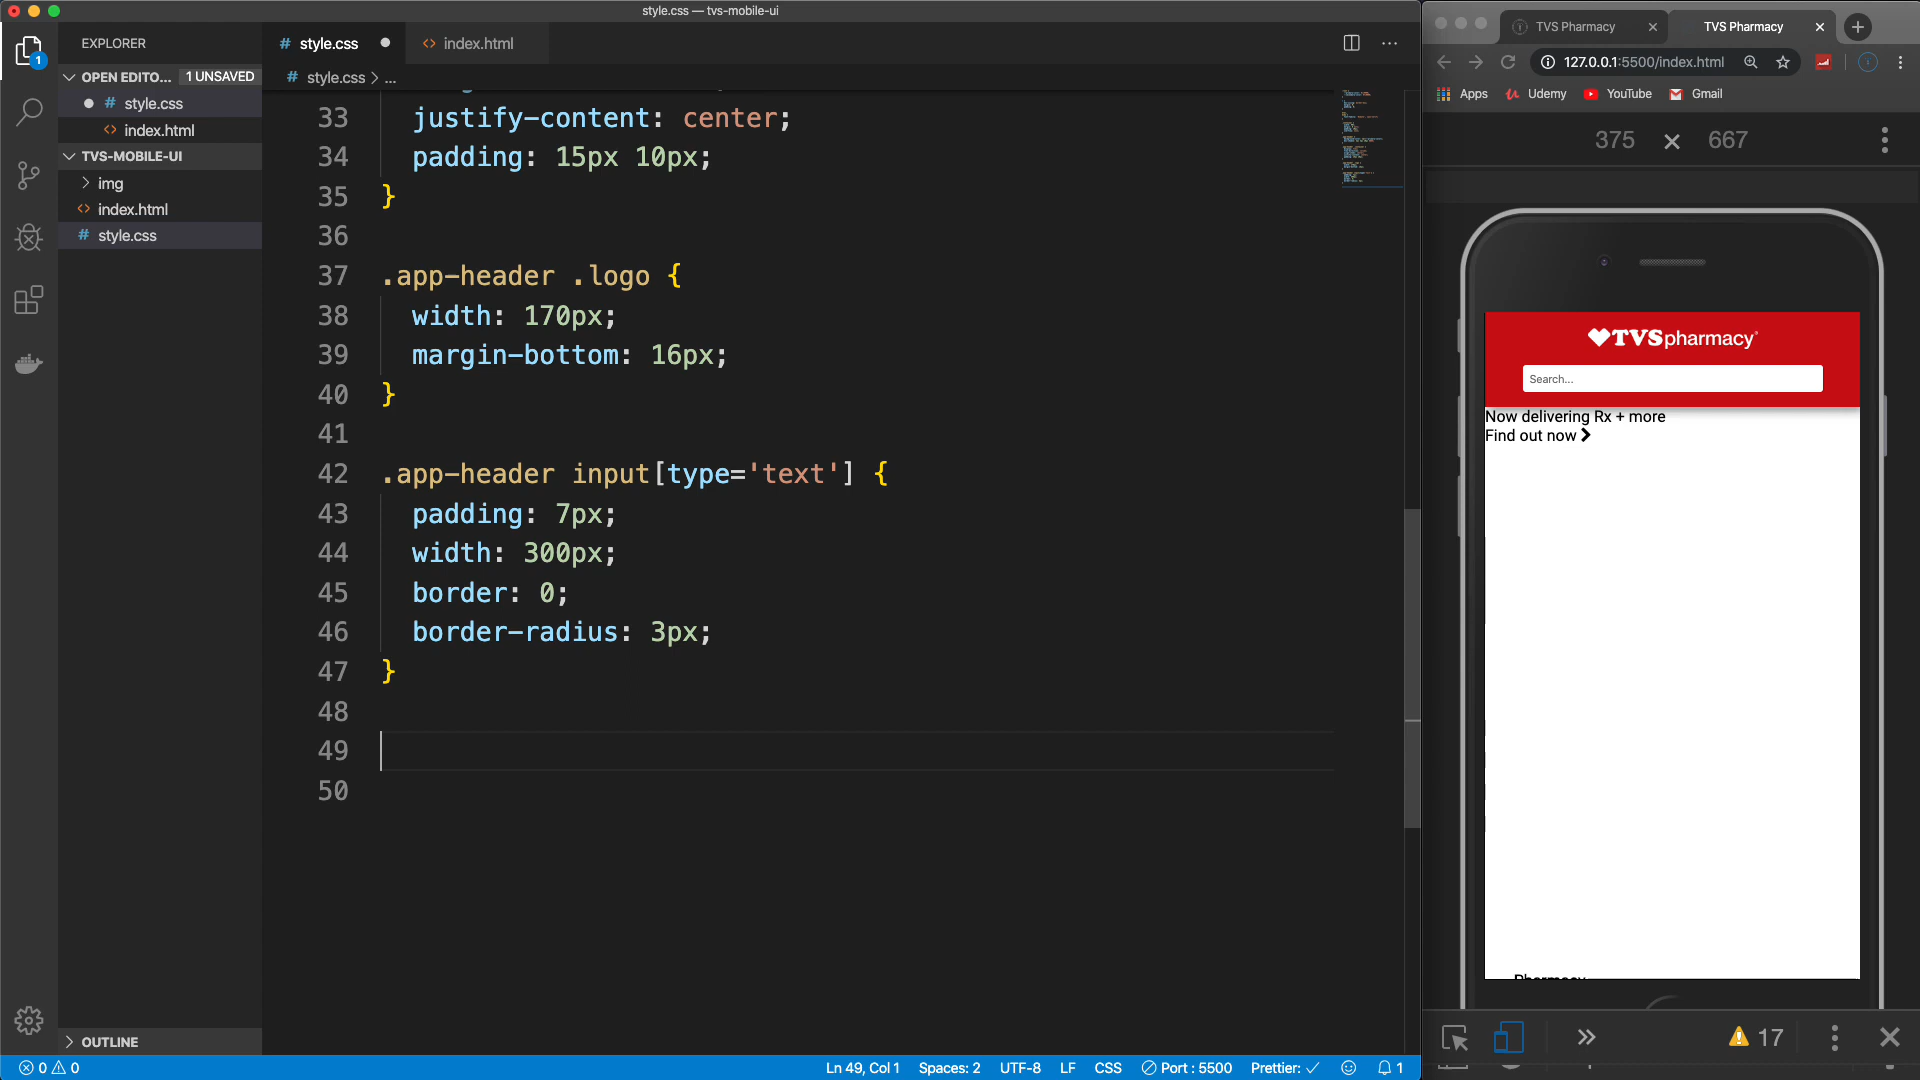 style.css — tvs-mobile-ui
EXPLORER
OPEN EDITO... 1 UNSAVED
# style.css
<> index.html
TVS-MOBILE-UI
> img
<> index.html
# style.css
OUTLINE
# style.css ●
<> index.html
# style.css > ...
33 justify-content: center;
34 padding: 15px 10px;
35 }
36
37 .app-header .logo {
38 width: 170px;
39 margin-bottom: 16px;
40 }
41
42 .app-header input[type='text'] {
43 padding: 7px;
44 width: 300px;
45 border: 0;
46 border-radius: 3px;
47 }
48
49
50
0 0
Ln 49, Col 1 Spaces: 2 UTF-8 LF CSS Port : 5500 Prettier: ✓ 1
TVS Pharmacy
TVS Pharmacy
127.0.0.1:5500/index.html
Apps Udemy YouTube Gmail
375 × 667
TVSpharmacy
Search...
Now delivering Rx + more
Find out now
Pharmacy
17
1